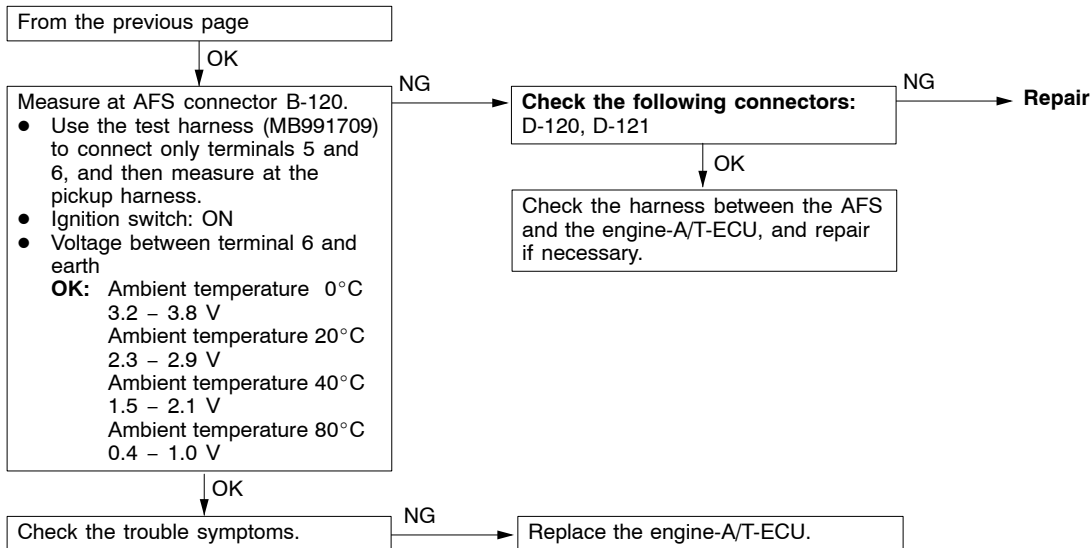 From the previous page
OK
Measure at AFS connector B-120.
● Use the test harness (MB991709)
to connect only terminals 5 and
6, and then measure at the
pickup harness.
● Ignition switch: ON
● Voltage between terminal 6 and
earth
OK: Ambient temperature 0°C
3.2 – 3.8 V
Ambient temperature 20°C
2.3 – 2.9 V
Ambient temperature 40°C
1.5 – 2.1 V
Ambient temperature 80°C
0.4 – 1.0 V
NG
Check the following connectors:
D-120, D-121
NG
Repair
OK
Check the harness between the AFS
and the engine-A/T-ECU, and repair
if necessary.
OK
Check the trouble symptoms.
NG
Replace the engine-A/T-ECU.